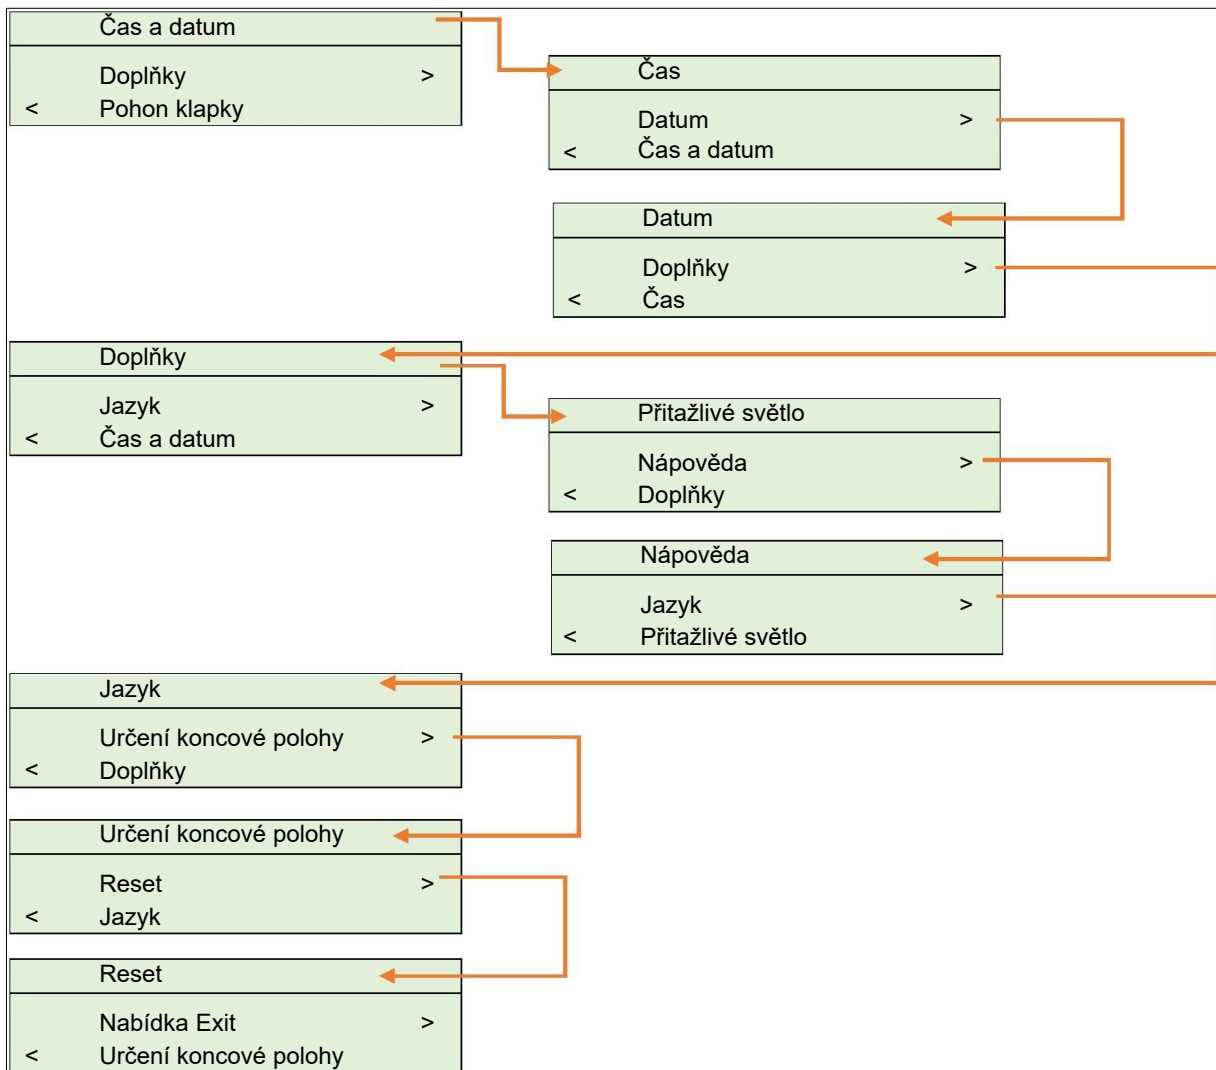 Čas a datum
Doplňky >
< Pohon klapky
Čas
Datum >
< Čas a datum
Datum
Doplňky >
< Čas
Doplňky
Jazyk >
< Čas a datum
Přitažlivé světlo
Nápověda >
< Doplňky
Nápověda
Jazyk >
< Přitažlivé světlo
Jazyk
Určení koncové polohy >
< Doplňky
Určení koncové polohy
Reset >
< Jazyk
Reset
Nabídka Exit >
< Určení koncové polohy